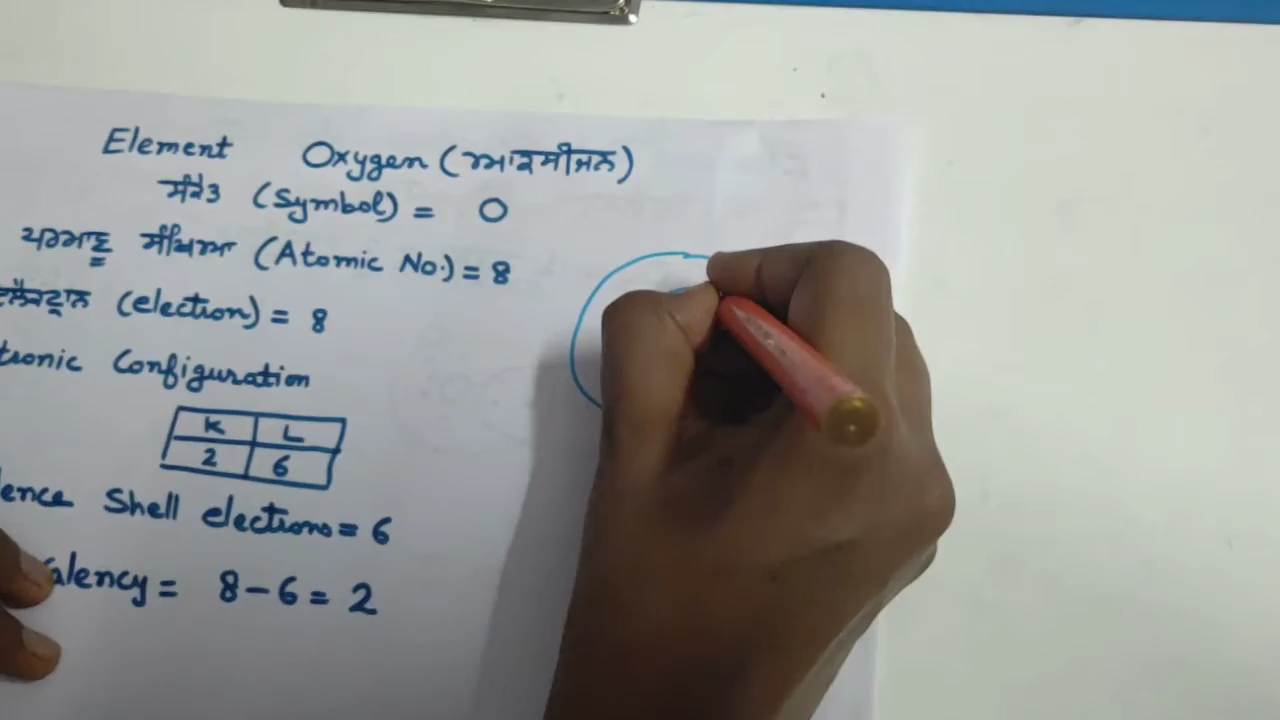 Element Oxygen (ਆਕਸੀਜਨ)
ਸੰਕੇਤ (Symbol) = O
ਪਰਮਾਣੂ ਸੰਖਿਆ (Atomic No.) = 8
(election) = 8
tronic Configuration
K L
2 6
lence Shell elections = 6
alency = 8-6 = 2